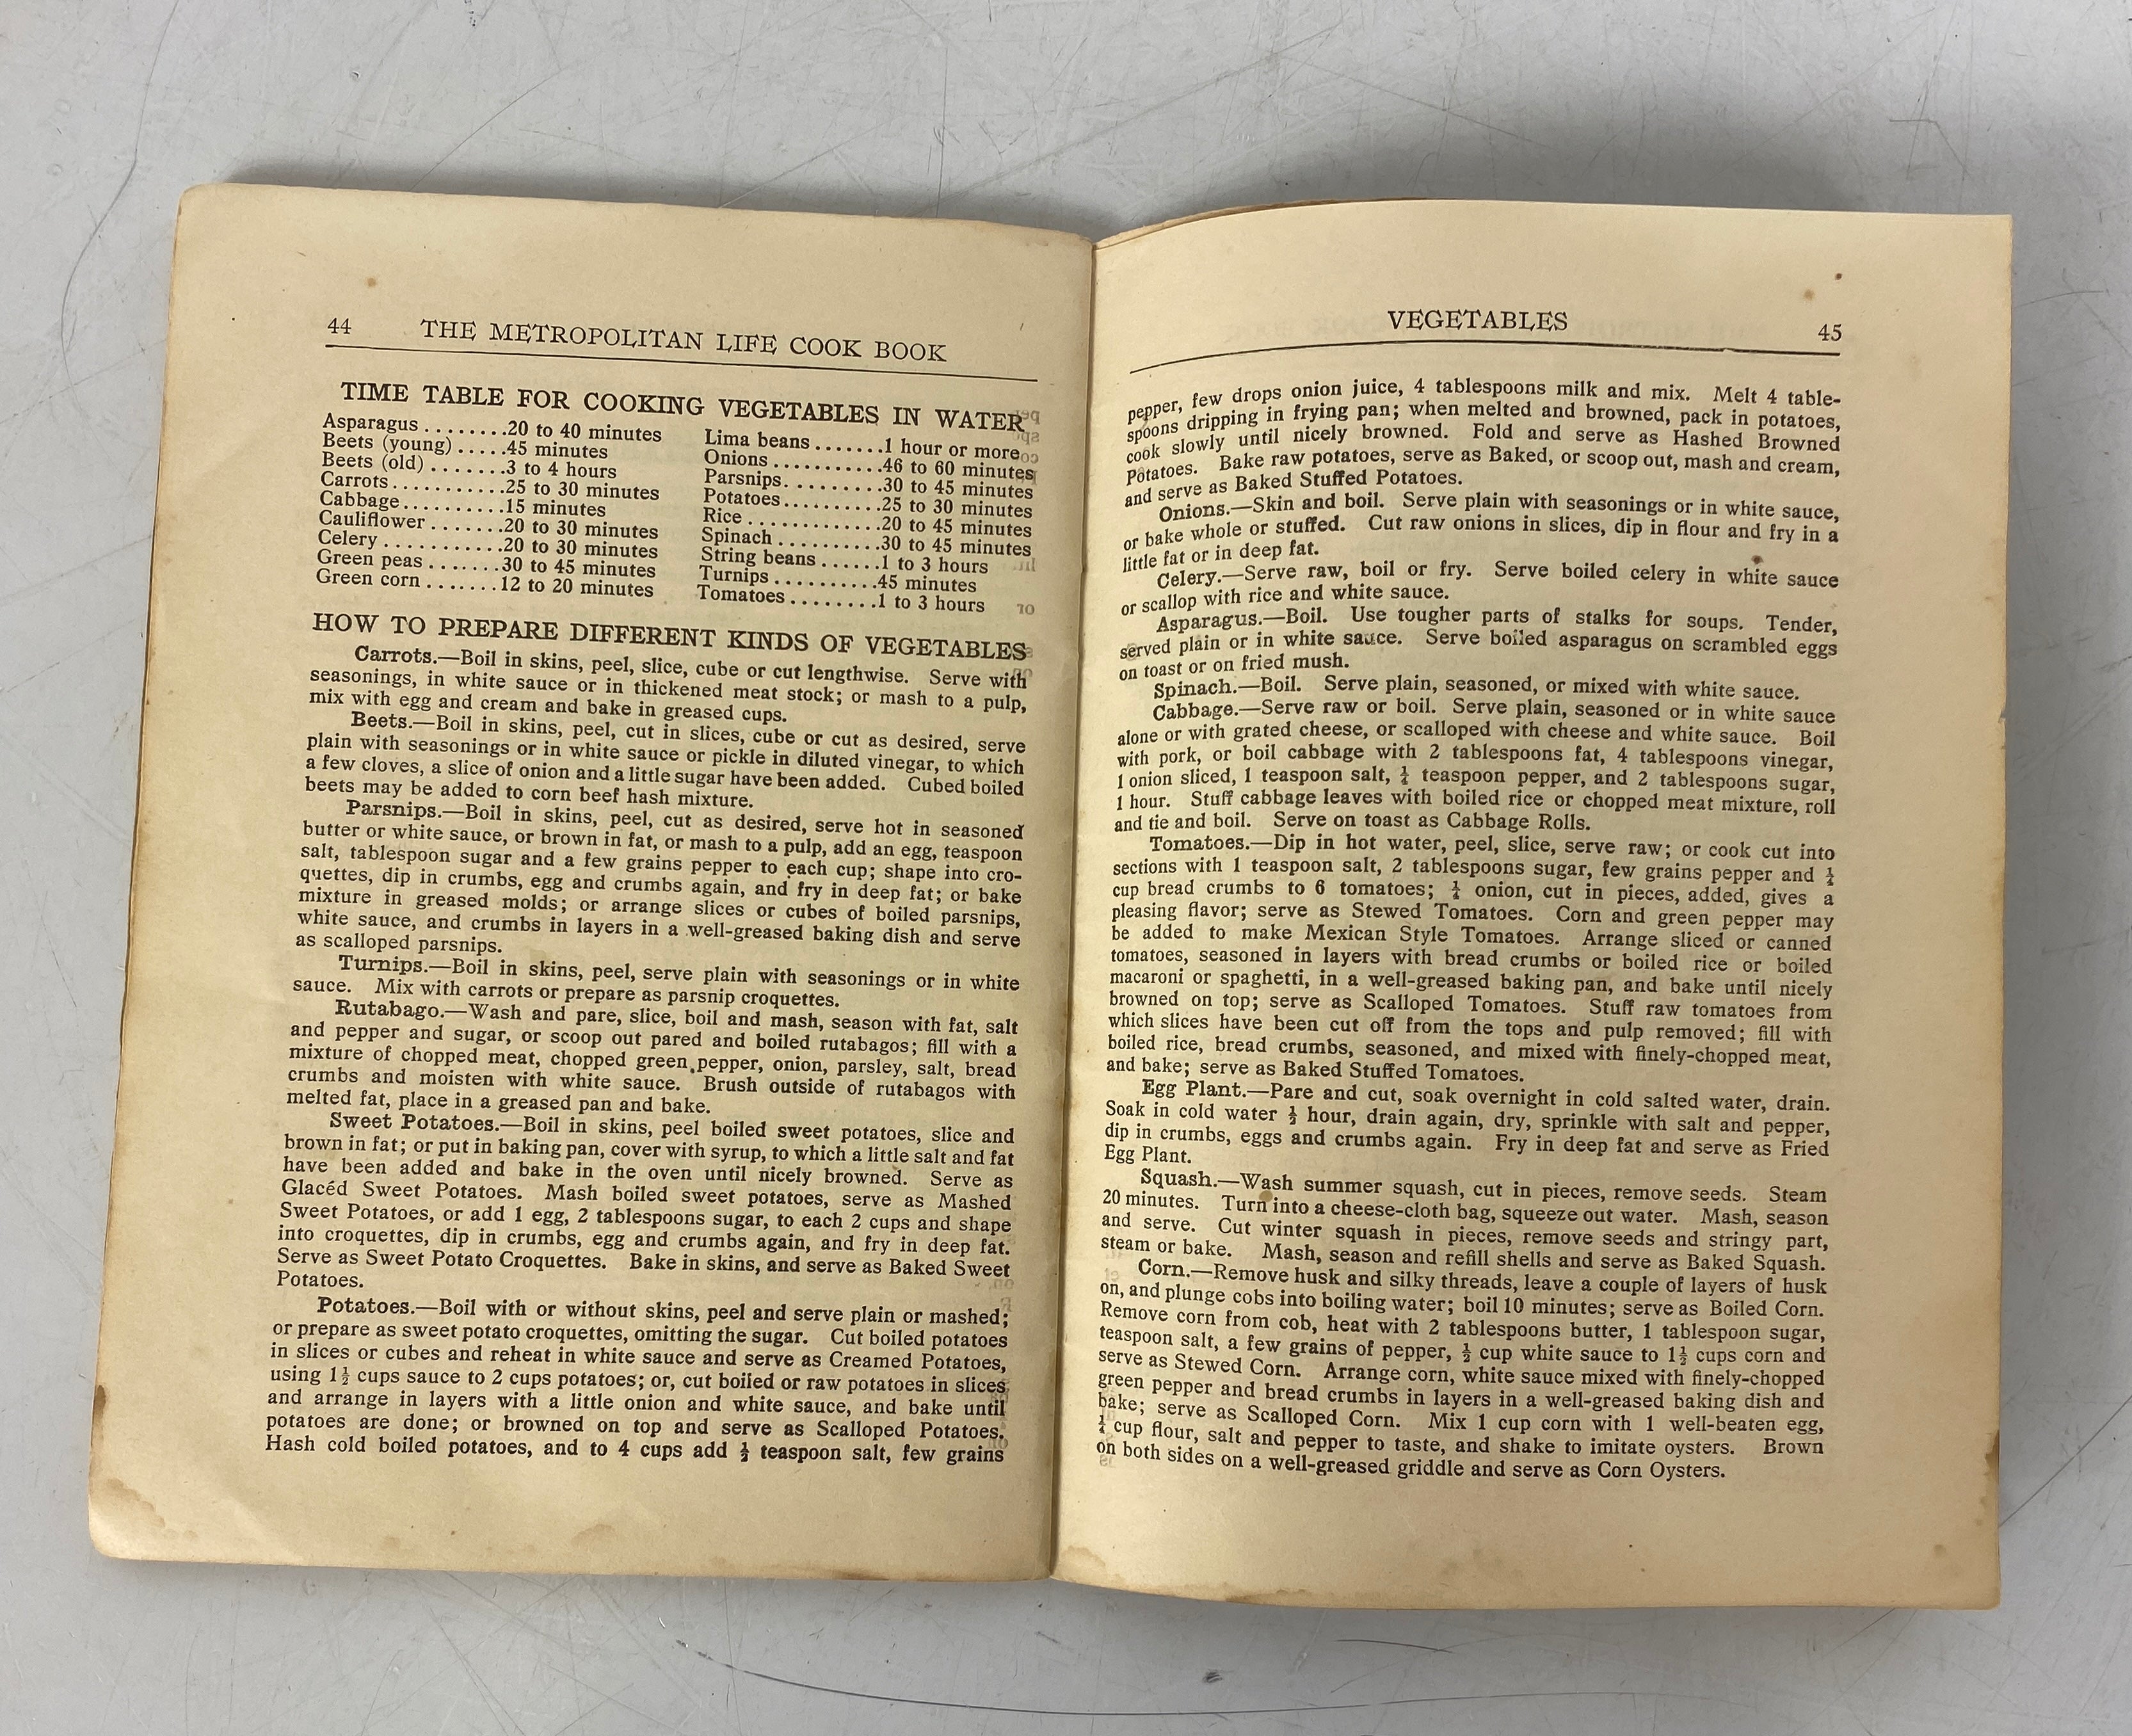 44 THE METROPOLITAN LIFE COOK BOOK
TIME TABLE FOR COOKING VEGETABLES IN WATER
Asparagus ........20 to 40 minutes
Beets (young) .....45 minutes
Beets (old) .......3 to 4 hours
Carrots...........25 to 30 minutes
Cabbage..........15 minutes
Cauliflower .......20 to 30 minutes
Celery ............20 to 30 minutes
Green peas .......30 to 45 minutes
Green corn .......12 to 20 minutes
Lima beans .......1 hour or more
Onions ...........46 to 60 minutes
Parsnips..........30 to 45 minutes
Potatoes..........25 to 30 minutes
Rice .............20 to 45 minutes
Spinach ..........30 to 45 minutes
String beans ......1 to 3 hours
Turnips ..........45 minutes
Tomatoes.........1 to 3 hours
HOW TO PREPARE DIFFERENT KINDS OF VEGETABLES
Carrots.—Boil in skins, peel, slice, cube or cut lengthwise. Serve with
seasonings, in white sauce or in thickened meat stock; or mash to a pulp,
mix with egg and cream and bake in greased cups.
Beets.—Boil in skins, peel, cut in slices, cube or cut as desired, serve
plain with seasonings or in white sauce or pickle in diluted vinegar, to which
a few cloves, a slice of onion and a little sugar have been added. Cubed boiled
beets may be added to corn beef hash mixture.
Parsnips.—Boil in skins, peel, cut as desired, serve hot in seasoned
butter or white sauce, or brown in fat, or mash to a pulp, add an egg, teaspoon
salt, tablespoon sugar and a few grains pepper to each cup; shape into cro-
quettes, dip in crumbs, egg and crumbs again, and fry in deep fat; or bake
mixture in greased molds; or arrange slices or cubes of boiled parsnips,
white sauce, and crumbs in layers in a well-greased baking dish and serve
as scalloped parsnips.
Turnips.—Boil in skins, peel, serve plain with seasonings or in white
sauce. Mix with carrots or prepare as parsnip croquettes.
Rutabago.—Wash and pare, slice, boil and mash, season with fat, salt
and pepper and sugar, or scoop out pared and boiled rutabagos; fill with a
mixture of chopped meat, chopped green pepper, onion, parsley, salt, bread
crumbs and moisten with white sauce. Brush outside of rutabagos with
melted fat, place in a greased pan and bake.
Sweet Potatoes.—Boil in skins, peel boiled sweet potatoes, slice and
brown in fat; or put in baking pan, cover with syrup, to which a little salt and fat
have been added and bake in the oven until nicely browned. Serve as
Glacéd Sweet Potatoes. Mash boiled sweet potatoes, serve as Mashed
Sweet Potatoes, or add 1 egg, 2 tablespoons sugar, to each 2 cups and shape
into croquettes, dip in crumbs, egg and crumbs again, and fry in deep fat.
Serve as Sweet Potato Croquettes. Bake in skins, and serve as Baked Sweet
Potatoes.
Potatoes.—Boil with or without skins, peel and serve plain or mashed;
or prepare as sweet potato croquettes, omitting the sugar. Cut boiled potatoes
in slices or cubes and reheat in white sauce and serve as Creamed Potatoes,
using 1½ cups sauce to 2 cups potatoes; or, cut boiled or raw potatoes in slices
and arrange in layers with a little onion and white sauce, and bake until
potatoes are done; or browned on top and serve as Scalloped Potatoes.
Hash cold boiled potatoes, and to 4 cups add ½ teaspoon salt, few grains
VEGETABLES 45
pepper, few drops onion juice, 4 tablespoons milk and mix. Melt 4 table-
spoons dripping in frying pan; when melted and browned, pack in potatoes,
cook slowly until nicely browned. Fold and serve as Hashed Browned
Potatoes. Bake raw potatoes, serve as Baked, or scoop out, mash and cream,
and serve as Baked Stuffed Potatoes.
Onions.—Skin and boil. Serve plain with seasonings or in white sauce,
or bake whole or stuffed. Cut raw onions in slices, dip in flour and fry in a
little fat or in deep fat.
Celery.—Serve raw, boil or fry. Serve boiled celery in white sauce
or scallop with rice and white sauce.
Asparagus.—Boil. Use tougher parts of stalks for soups. Tender,
served plain or in white sauce. Serve boiled asparagus on scrambled eggs
on toast or on fried mush.
Spinach.—Boil. Serve plain, seasoned, or mixed with white sauce.
Cabbage.—Serve raw or boil. Serve plain, seasoned or in white sauce
alone or with grated cheese, or scalloped with cheese and white sauce. Boil
with pork, or boil cabbage with 2 tablespoons fat, 4 tablespoons vinegar,
1 onion sliced, 1 teaspoon salt, ¼ teaspoon pepper, and 2 tablespoons sugar,
1 hour. Stuff cabbage leaves with boiled rice or chopped meat mixture, roll
and tie and boil. Serve on toast as Cabbage Rolls.
Tomatoes.—Dip in hot water, peel, slice, serve raw; or cook cut into
sections with 1 teaspoon salt, 2 tablespoons sugar, few grains pepper and ¼
cup bread crumbs to 6 tomatoes; ¼ onion, cut in pieces, added, gives a
pleasing flavor; serve as Stewed Tomatoes. Corn and green pepper may
be added to make Mexican Style Tomatoes. Arrange sliced or canned
tomatoes, seasoned in layers with bread crumbs or boiled rice or boiled
macaroni or spaghetti, in a well-greased baking pan, and bake until nicely
browned on top; serve as Scalloped Tomatoes. Stuff raw tomatoes from
which slices have been cut off from the tops and pulp removed; fill with
boiled rice, bread crumbs, seasoned, and mixed with finely-chopped meat,
and bake; serve as Baked Stuffed Tomatoes.
Egg Plant.—Pare and cut, soak overnight in cold salted water, drain.
Soak in cold water ½ hour, drain again, dry, sprinkle with salt and pepper,
dip in crumbs, eggs and crumbs again. Fry in deep fat and serve as Fried
Egg Plant.
Squash.—Wash summer squash, cut in pieces, remove seeds. Steam
20 minutes. Turn into a cheese-cloth bag, squeeze out water. Mash, season
and serve. Cut winter squash in pieces, remove seeds and stringy part,
steam or bake. Mash, season and refill shells and serve as Baked Squash.
Corn.—Remove husk and silky threads, leave a couple of layers of husk
on, and plunge cobs into boiling water; boil 10 minutes; serve as Boiled Corn.
Remove corn from cob, heat with 2 tablespoons butter, 1 tablespoon sugar,
teaspoon salt, a few grains of pepper, ½ cup white sauce to 1½ cups corn and
serve as Stewed Corn. Arrange corn, white sauce mixed with finely-chopped
green pepper and bread crumbs in layers in a well-greased baking dish and
bake; serve as Scalloped Corn. Mix 1 cup corn with 1 well-beaten egg,
¼ cup flour, salt and pepper to taste, and shake to imitate oysters. Brown
on both sides on a well-greased griddle and serve as Corn Oysters.